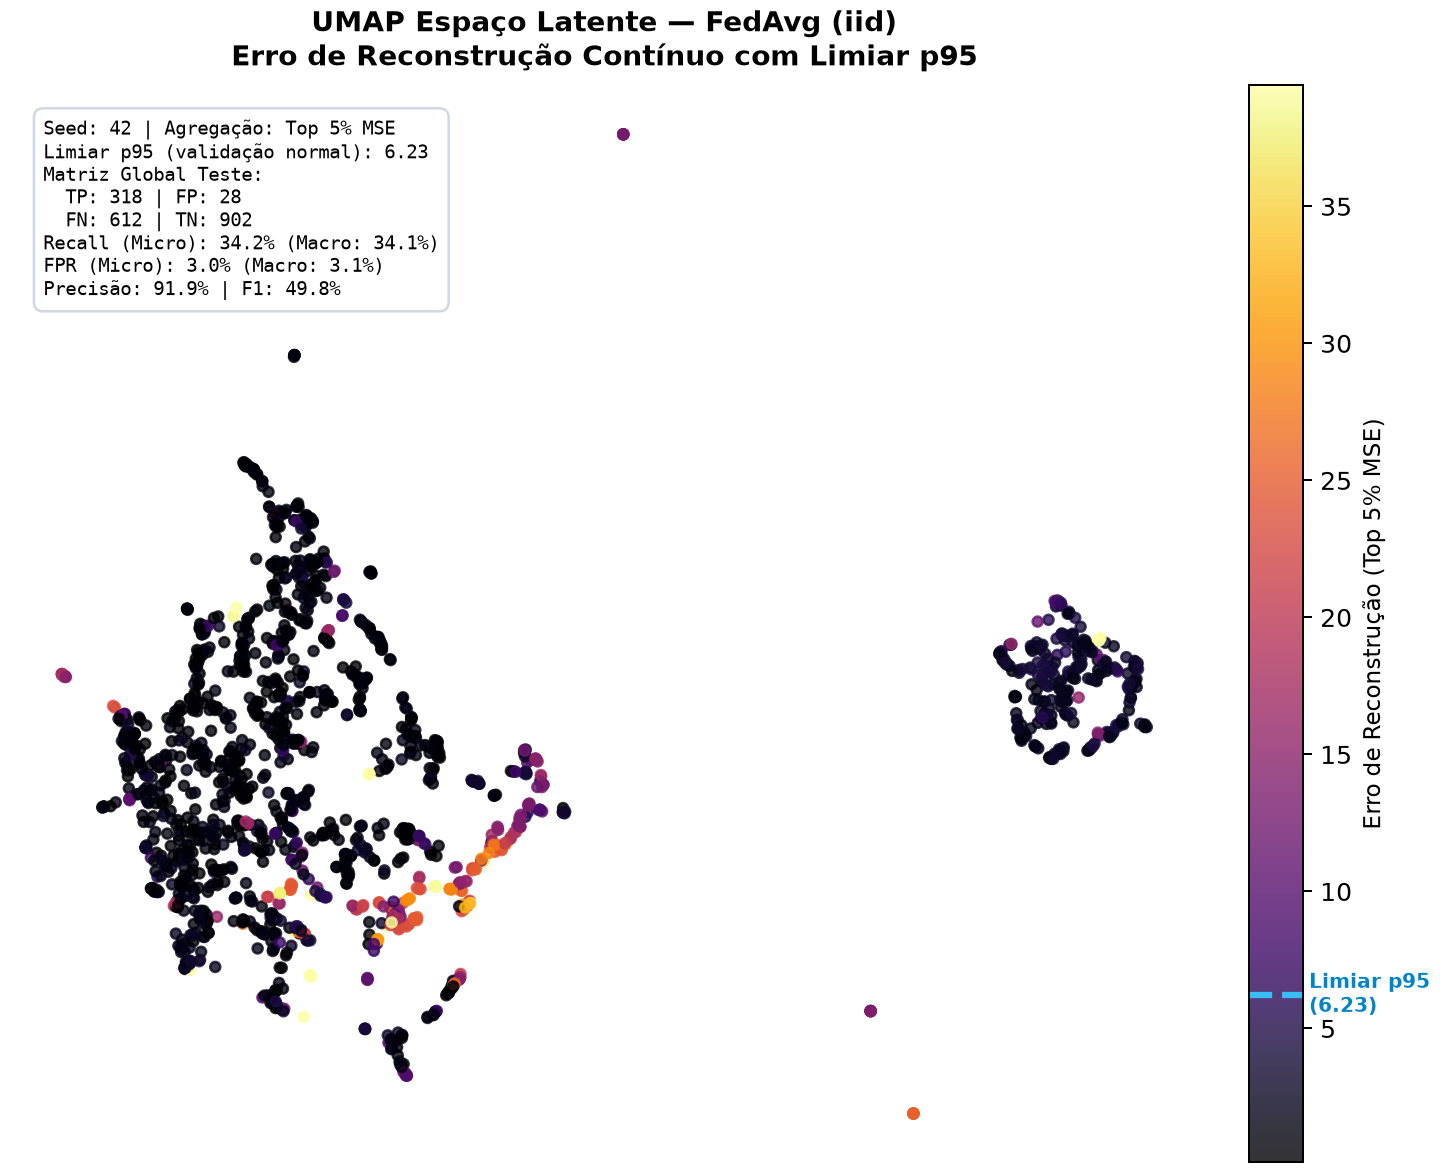 UMAP Espaço Latente — FedAvg (iid)
Erro de Reconstrução Contínuo com Limiar p95
Seed: 42 | Agregação: Top 5% MSE
Limiar p95 (validação normal): 6.23
Matriz Global Teste:
  TP: 318 | FP: 28
  FN: 612 | TN: 902
Recall (Micro): 34.2% (Macro: 34.1%)
FPR (Micro): 3.0% (Macro: 3.1%)
Precisão: 91.9% | F1: 49.8%
35
30
25
20
15
10
5
Limiar p95
(6.23)
Erro de Reconstrução (Top 5% MSE)